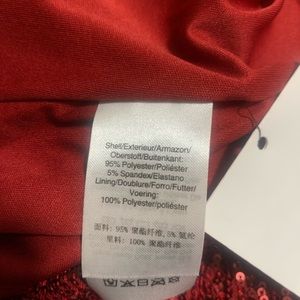 Shell/Exterieur/Armazon/
Oberstoff/Buitenkant:
95% Polyester/Poliéster
5% Spandex/Elastano
Lining/Doublure/Forro/Futter/
Voering:
100% Polyester/poliéster
面料: 95% 聚酯纤维, 5% 氨纶
里料: 100% 聚酯纤维